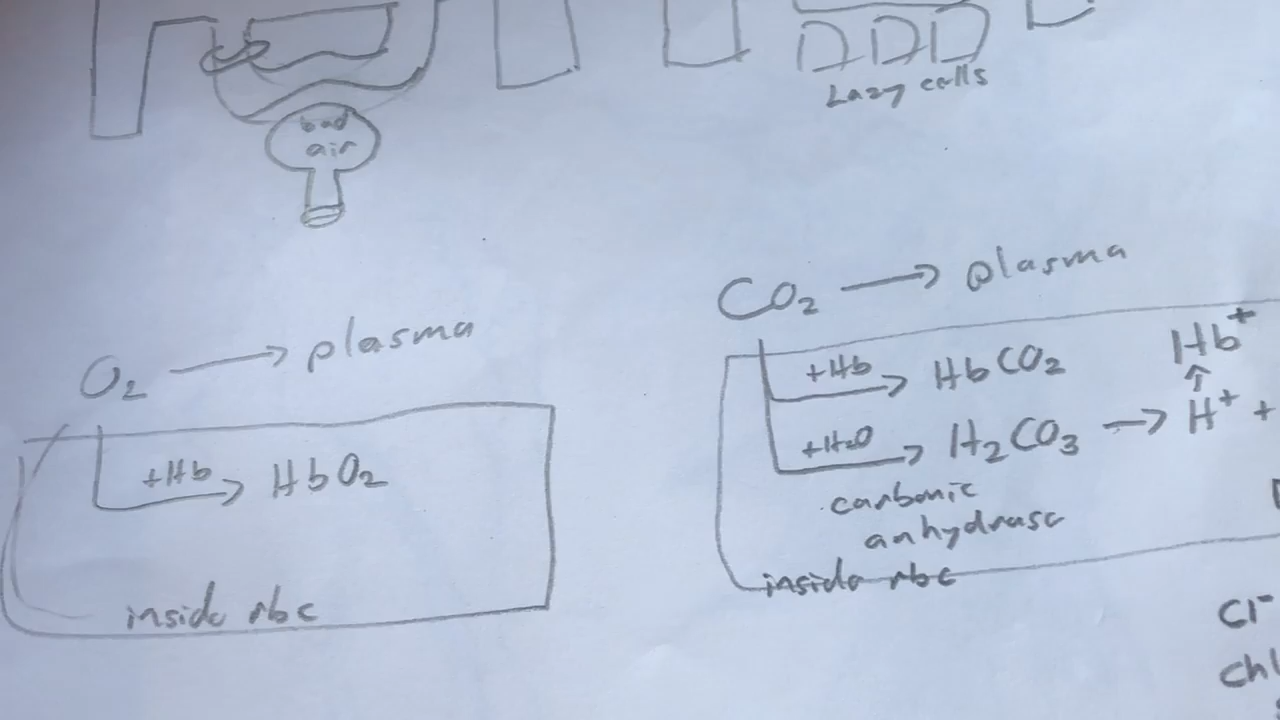 Lazy cells
bad
air
O₂ → plasma
+Hb → HbO₂
inside rbc
CO₂ → plasma
+Hb → HbCO₂
Hb⁺
↑
+H₂O → H₂CO₃ → H⁺ +
carbonic
anhydrase
inside rbc
Cl⁻